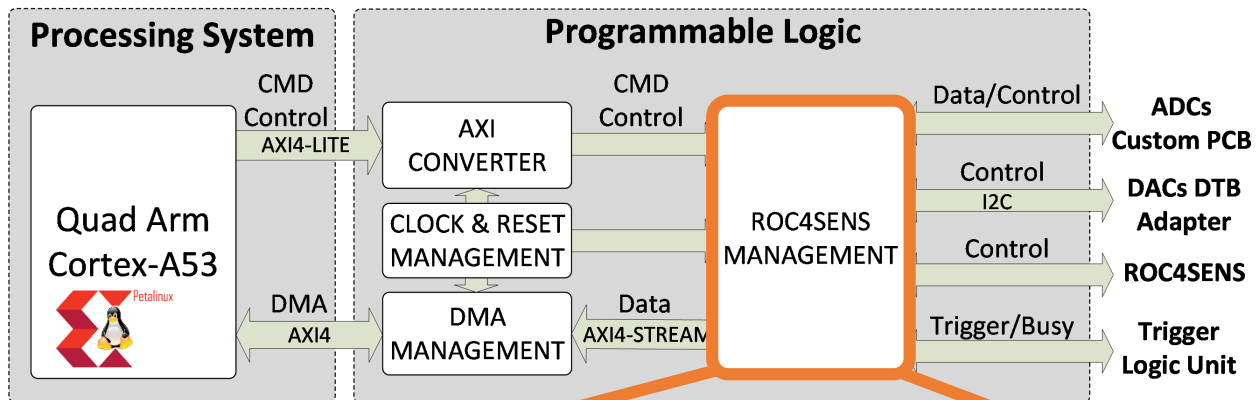 Processing System
Programmable Logic
CMD
Control
AXI4-LITE
Quad Arm
Cortex-A53
Petalinux
DMA
AXI4
AXI
CONVERTER
CLOCK & RESET
MANAGEMENT
DMA
MANAGEMENT
CMD
Control
Data
AXI4-STREAM
ROC4SENS
MANAGEMENT
Data/Control
ADCs
Custom PCB
Control
I2C
DACs DTB
Adapter
Control
ROC4SENS
Trigger/Busy
Trigger
Logic Unit